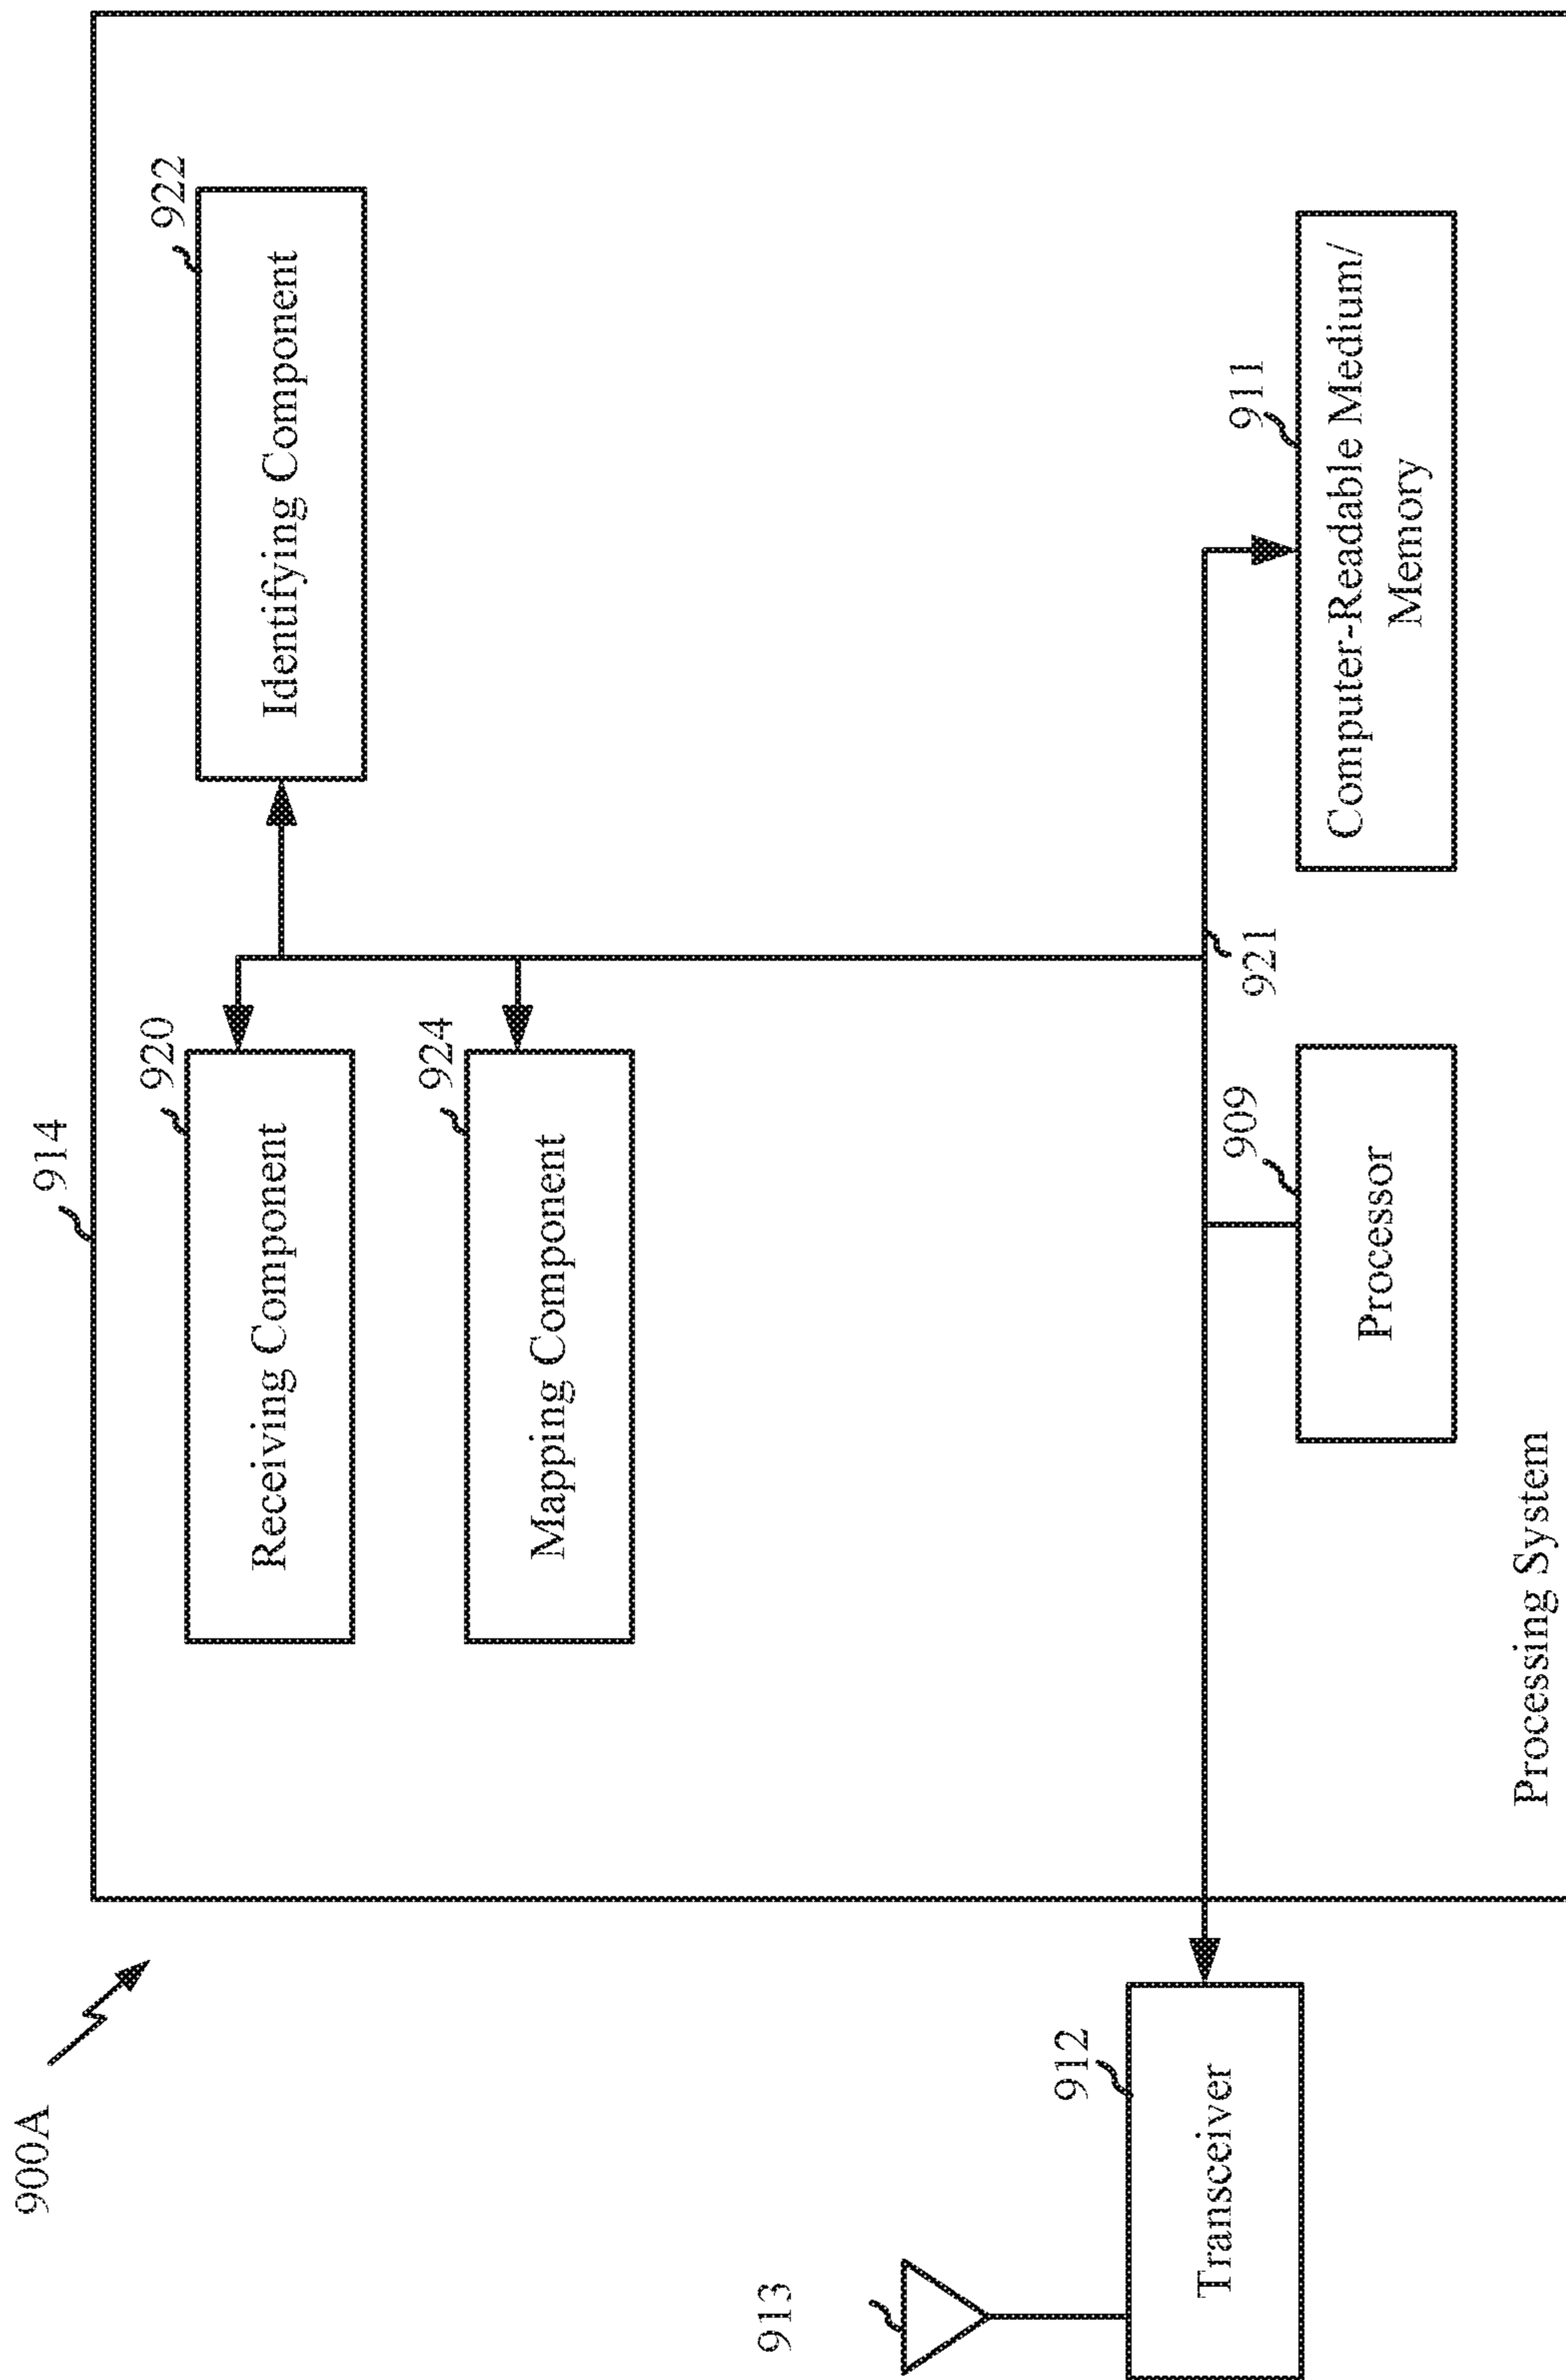 900A
914
920
Receiving Component
922
Identifying Component
924
Mapping Component
913
912
Transceiver
921
909
Processor
911
Computer-Readable Medium/
Memory
Processing System